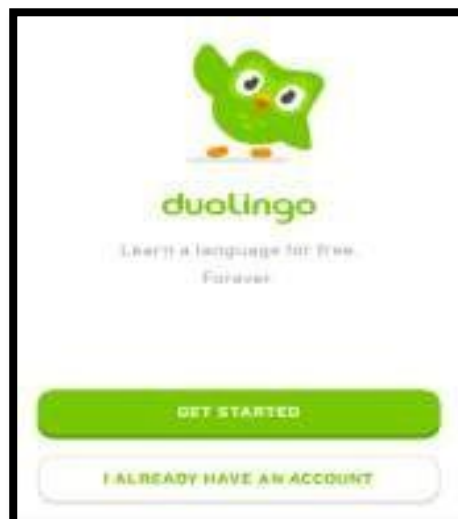 duolingo
Learn a language for free.
Forever
GET STARTED
I ALREADY HAVE AN ACCOUNT